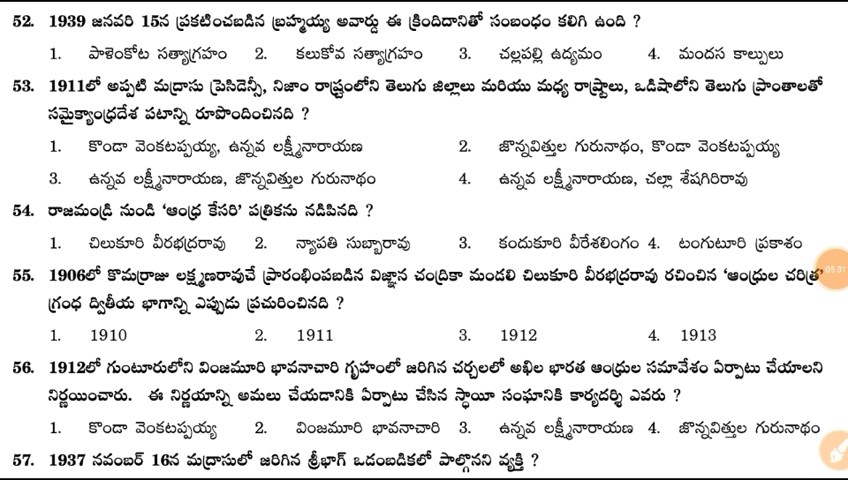 52. 1939 జనవరి 15న ప్రకటించబడిన బ్రహ్మయ్య అవార్డు ఈ క్రిందిదానితో సంబంధం కలిగి ఉంది ?
1. పాళెంకోట సత్యాగ్రహం 2. కలుకోవ సత్యాగ్రహం 3. చల్లపల్లి ఉద్యమం 4. మందస కాల్పులు
53. 1911లో అప్పటి మద్రాసు ప్రెసిడెన్సీ, నిజాం రాష్ట్రంలోని తెలుగు జిల్లాలు మరియు మధ్య రాష్ట్రాలు, ఒడిషాలోని తెలుగు ప్రాంతాలతో
సమైక్యాంధ్రదేశ పటాన్ని రూపొందించినది ?
1. కొండా వెంకటప్పయ్య, ఉన్నవ లక్ష్మీనారాయణ 2. జొన్నవిత్తుల గురునాథం, కొండా వెంకటప్పయ్య
3. ఉన్నవ లక్ష్మీనారాయణ, జొన్నవిత్తుల గురునాథం 4. ఉన్నవ లక్ష్మీనారాయణ, చల్లా శేషగిరిరావు
54. రాజమండ్రి నుండి 'ఆంధ్ర కేసరి' పత్రికను నడిపినది ?
1. చిలుకూరి వీరభద్రరావు 2. న్యాపతి సుబ్బారావు 3. కందుకూరి వీరేశలింగం 4. టంగుటూరి ప్రకాశం
55. 1906లో కొమర్రాజు లక్ష్మణరావుచే ప్రారంభింపబడిన విజ్ఞాన చంద్రికా మండలి చిలుకూరి వీరభద్రరావు రచించిన 'ఆంధ్రుల చరిత్ర' 05:31
గ్రంధ ద్వితీయ భాగాన్ని ఎప్పుడు ప్రచురించినది ?
1. 1910 2. 1911 3. 1912 4. 1913
56. 1912లో గుంటూరులోని వింజమూరి భావనాచారి గృహంలో జరిగిన చర్చలలో అఖిల భారత ఆంధ్రుల సమావేశం ఏర్పాటు చేయాలని
నిర్ణయించారు. ఈ నిర్ణయాన్ని అమలు చేయడానికి ఏర్పాటు చేసిన స్థాయీ సంఘానికి కార్యదర్శి ఎవరు ?
1. కొండా వెంకటప్పయ్య 2. వింజమూరి భావనాచారి 3. ఉన్నవ లక్ష్మీనారాయణ 4. జొన్నవిత్తుల గురునాథం
57. 1937 నవంబర్ 16న మద్రాసులో జరిగిన శ్రీభాగ్ ఒడంబడికలో పాల్గొనని వ్యక్తి ?